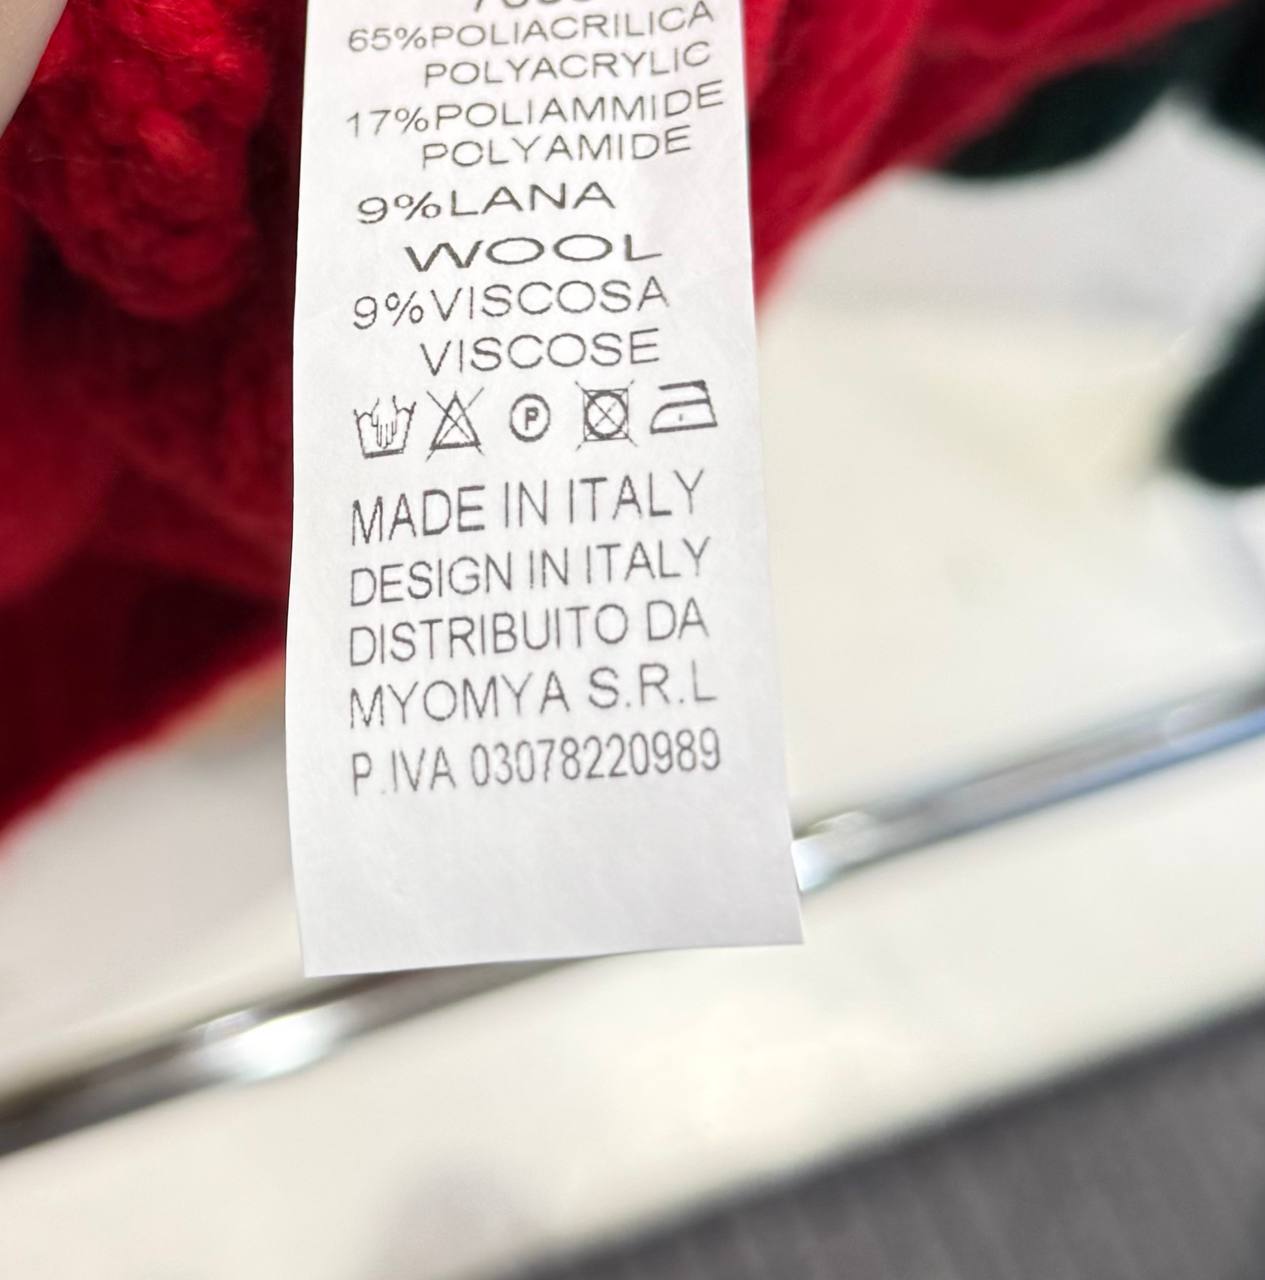 65%POLIACRILICA
POLYACRYLIC
17%POLIAMMIDE
POLYAMIDE
9%LANA
WOOL
9%VISCOSA
VISCOSE
P
MADE IN ITALY
DESIGN IN ITALY
DISTRIBUITO DA
MYOMYA S.R.L
P.IVA 03078220989